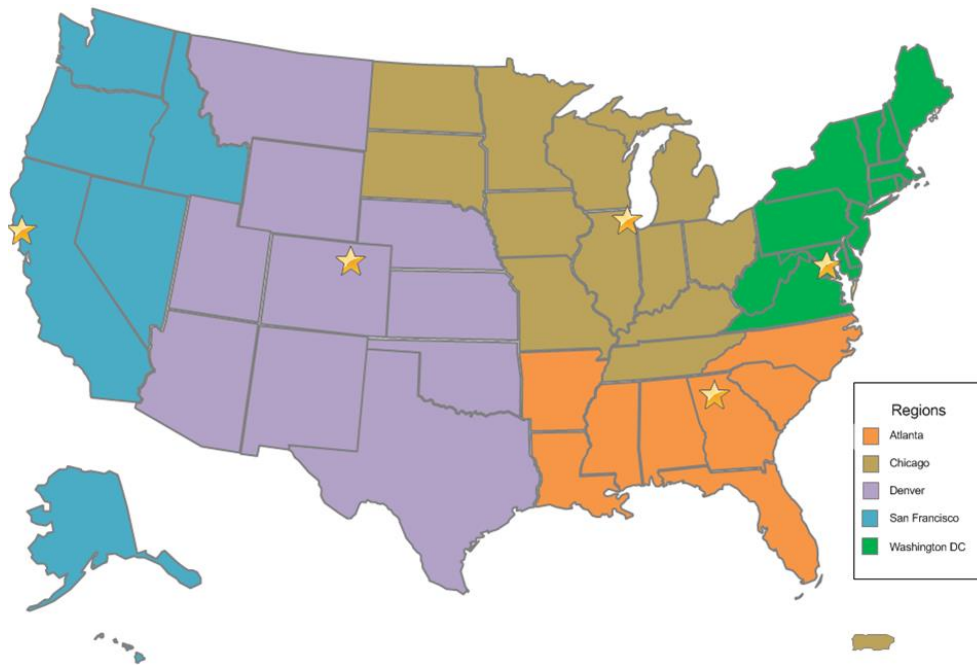 Regions
Atlanta
Chicago
Denver
San Francisco
Washington DC